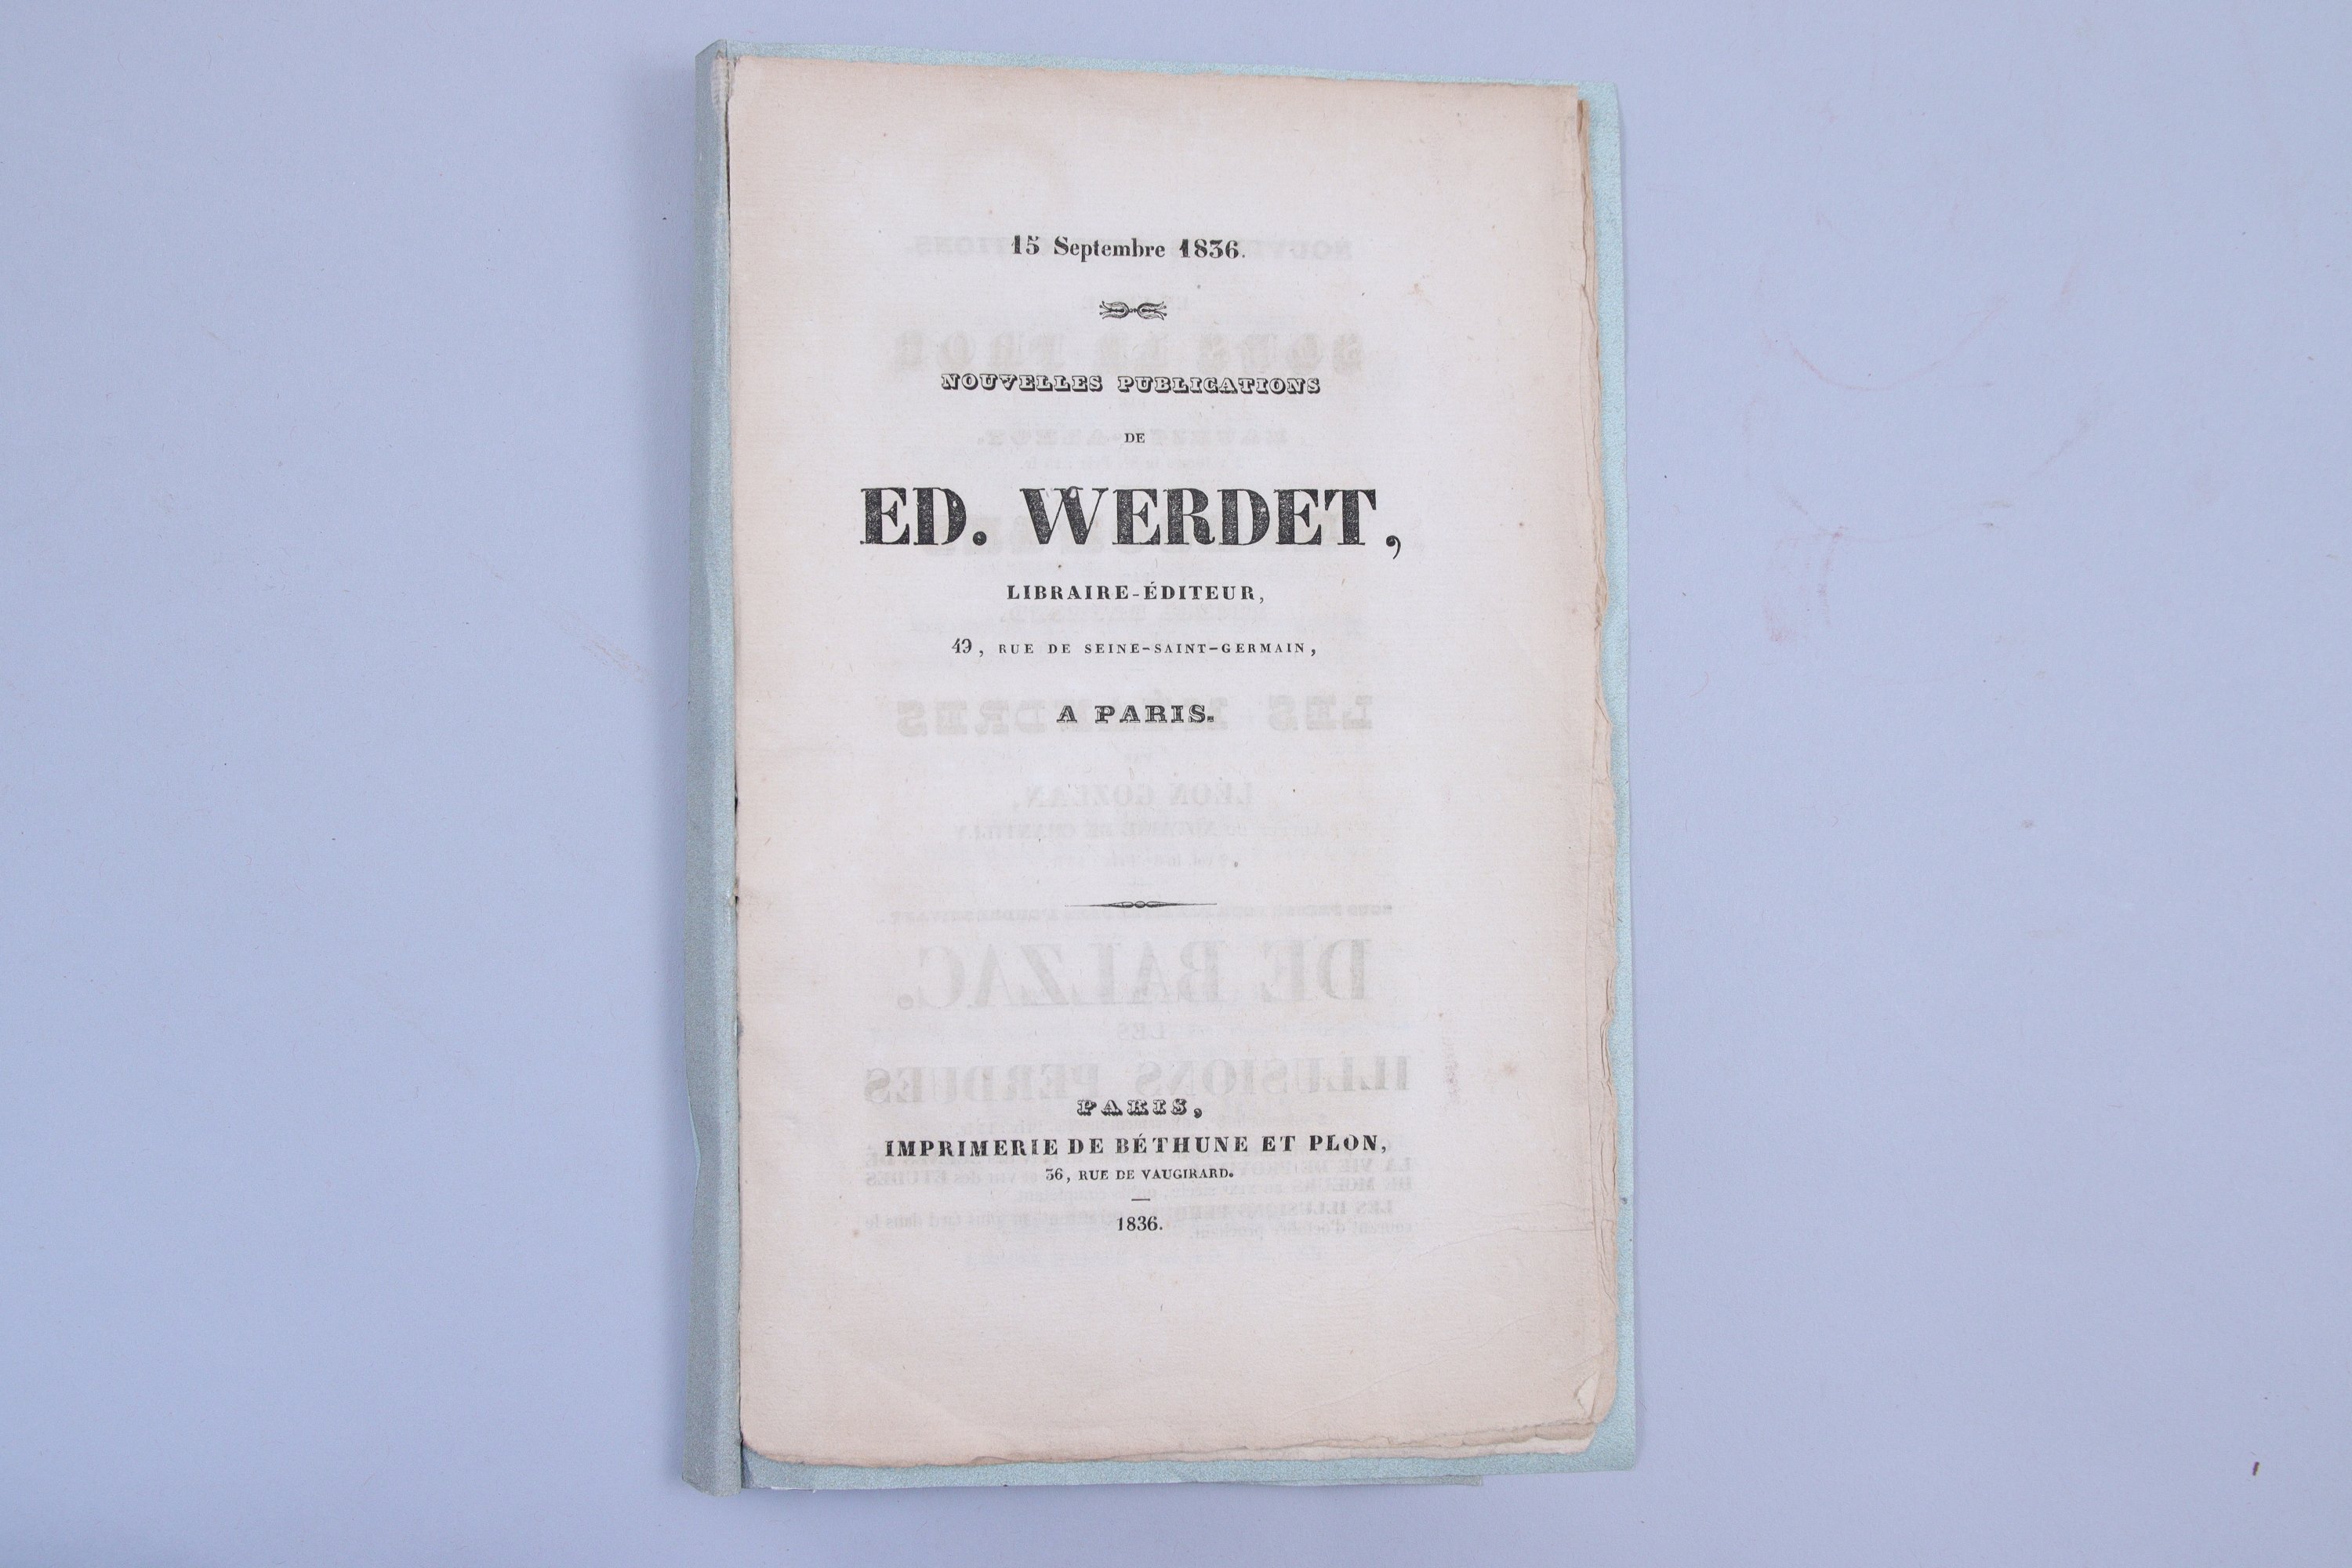 15 Septembre 1836.
NOUVELLES PUBLICATIONS
DE
ED. WERDET,
LIBRAIRE-ÉDITEUR,
49, RUE DE SEINE-SAINT-GERMAIN,
A PARIS.
PARIS,
IMPRIMERIE DE BÉTHUNE ET PLON,
36, RUE DE VAUGIRARD.
1836.